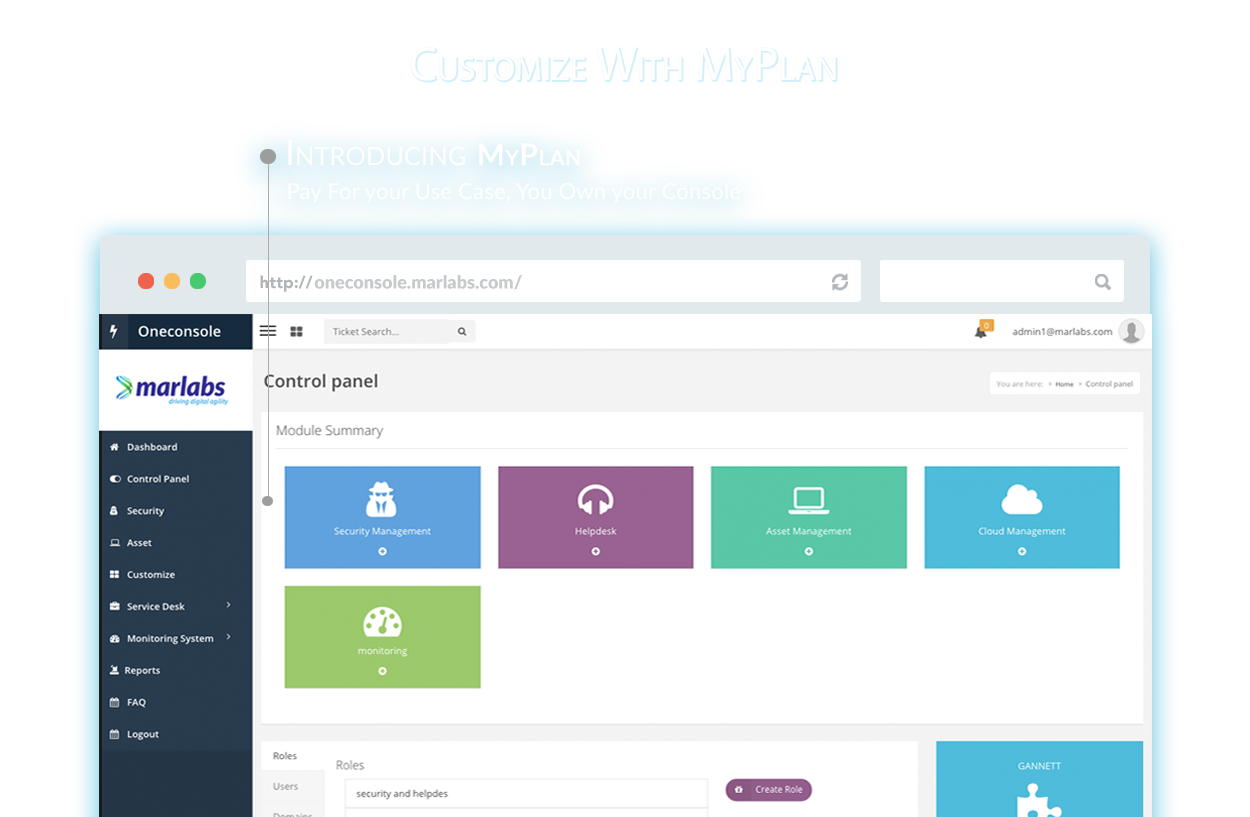 Customize With MyPlan
Introducing MyPlan
Pay For your Use Case, You Own your Console
http://oneconsole.marlabs.com/
Oneconsole
Ticket Search...
0
admin1@marlabs.com
marlabs
driving digital agility
Control panel
You are here: > Home > Control panel
Module Summary
Dashboard
Control Panel
Security
Asset
Customize
Service Desk
Monitoring System
Reports
FAQ
Logout
Security Management
Helpdesk
Asset Management
Cloud Management
monitoring
Roles
Users
Domains
Roles
security and helpdes
Create Role
GANNETT